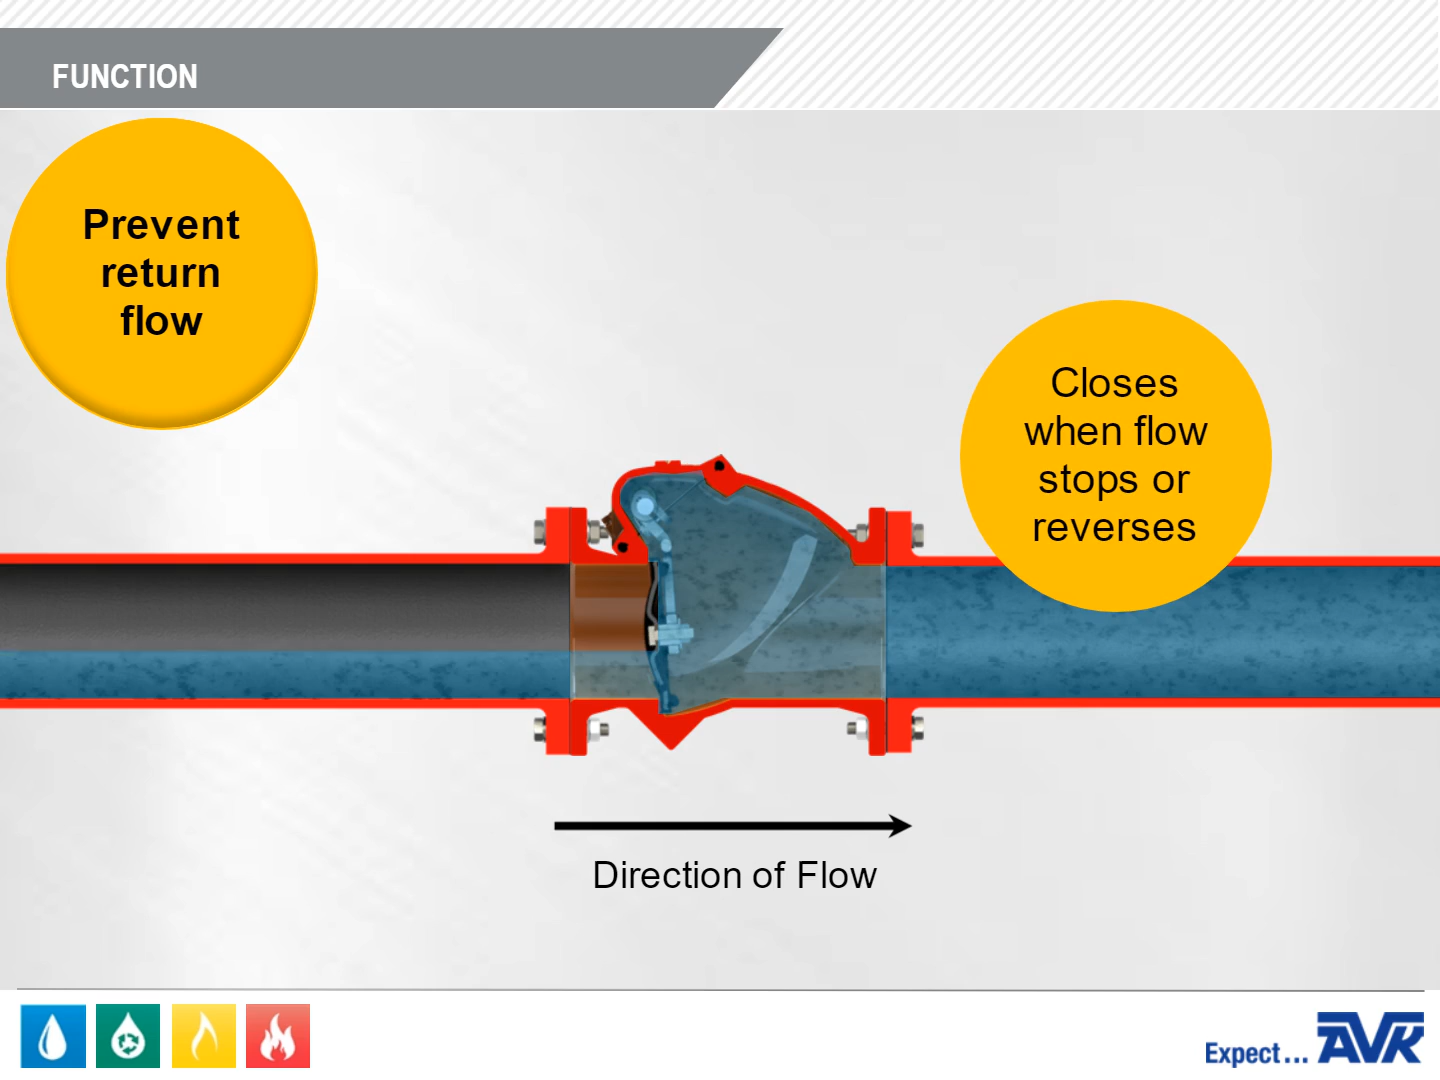 FUNCTION
Prevent
return
flow
Closes
when flow
stops or
reverses
Direction of Flow
Expect... AVK